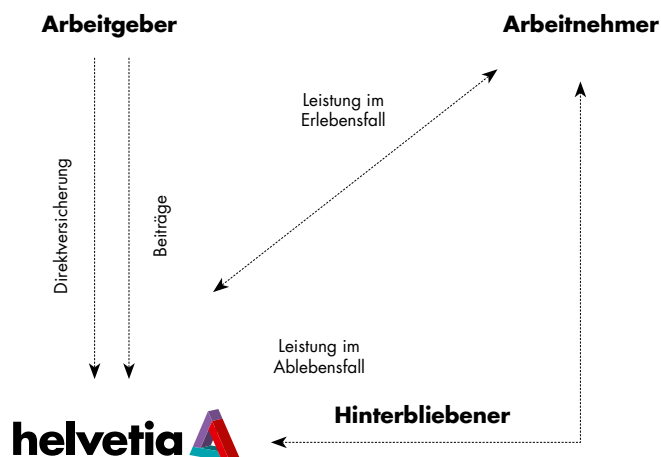 Arbeitgeber
Arbeitnehmer
Leistung im
Erlebensfall
Direktversicherung
Beiträge
Leistung im
Ablebensfall
Hinterbliebener
helvetia